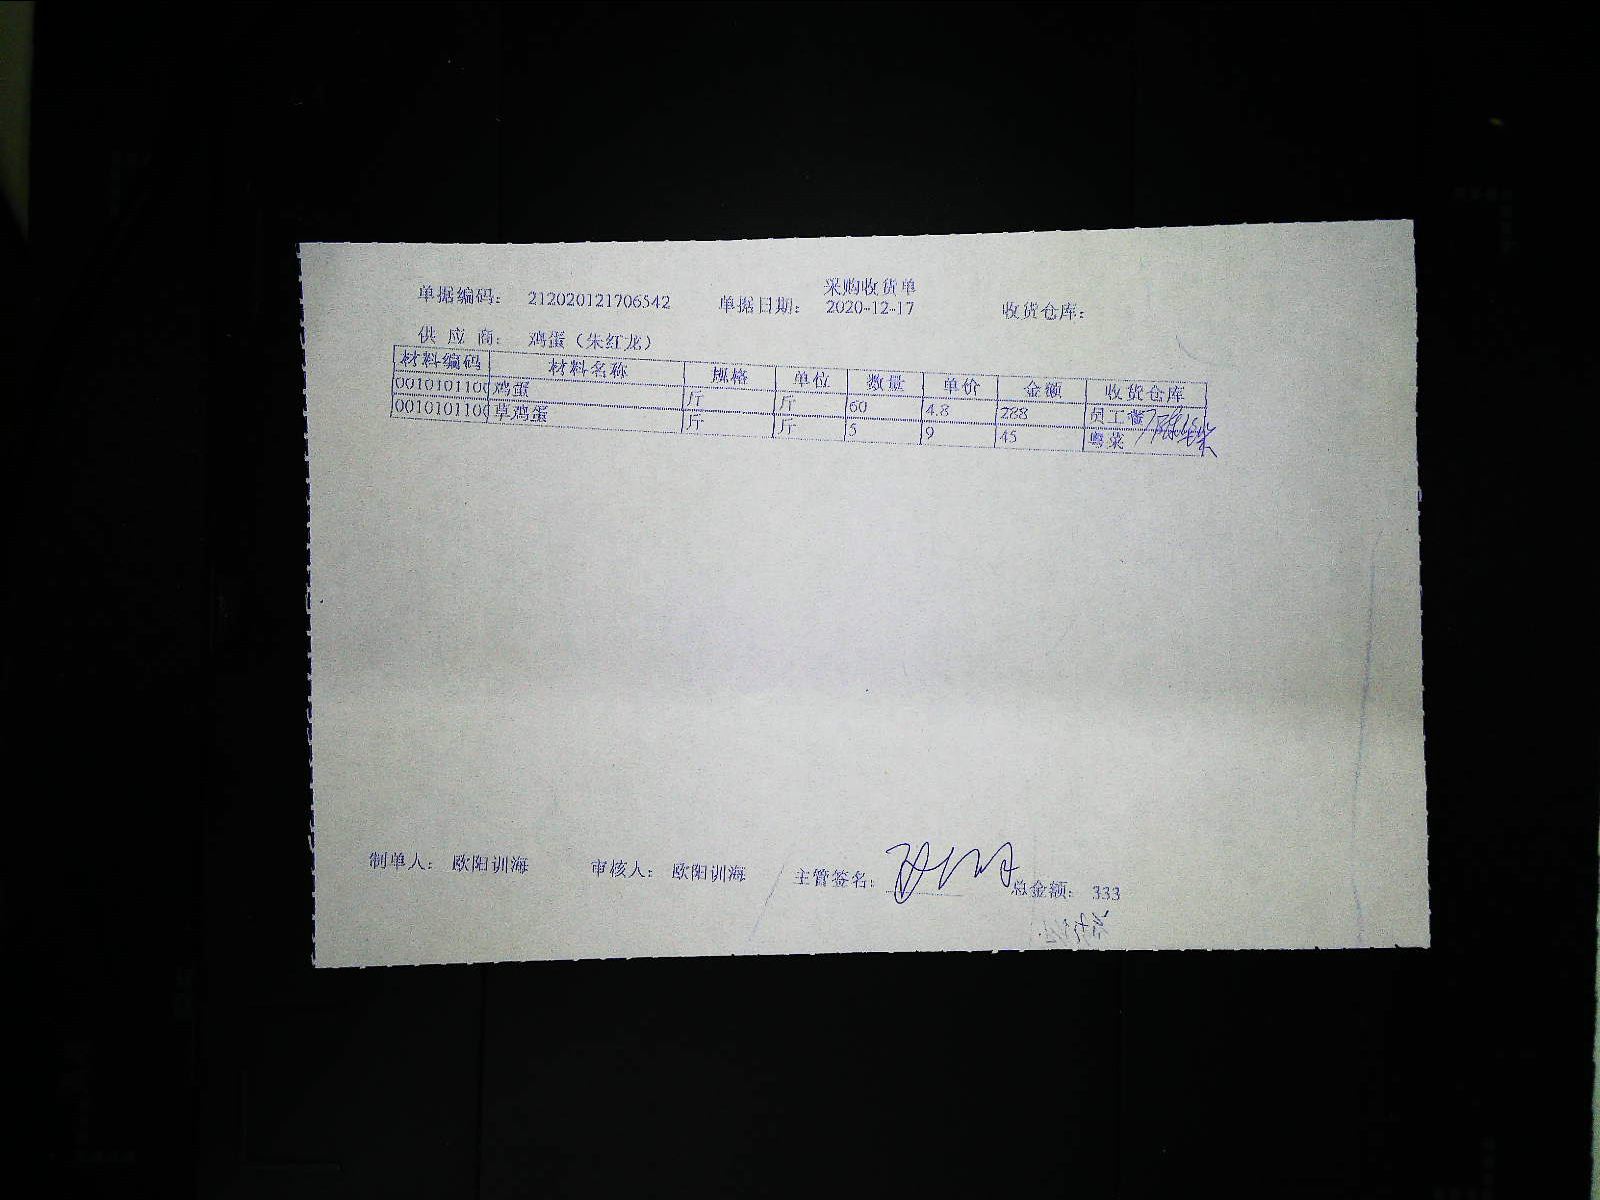 采购收货单
单据编码： 212020121706542 单据日期： 2020-12-17 收货仓库：
供 应 商： 鸡蛋（朱红龙）
材料编码 材料名称 规格 单位 数量 单价 金额 收货仓库
0010101100 鸡蛋 斤 斤 60 4.8 288 员工餐
0010101100 草鸡蛋 斤 斤 5 9 45 粤菜
制单人： 欧阳训海 审核人： 欧阳训海 主管签名： 总金额： 333